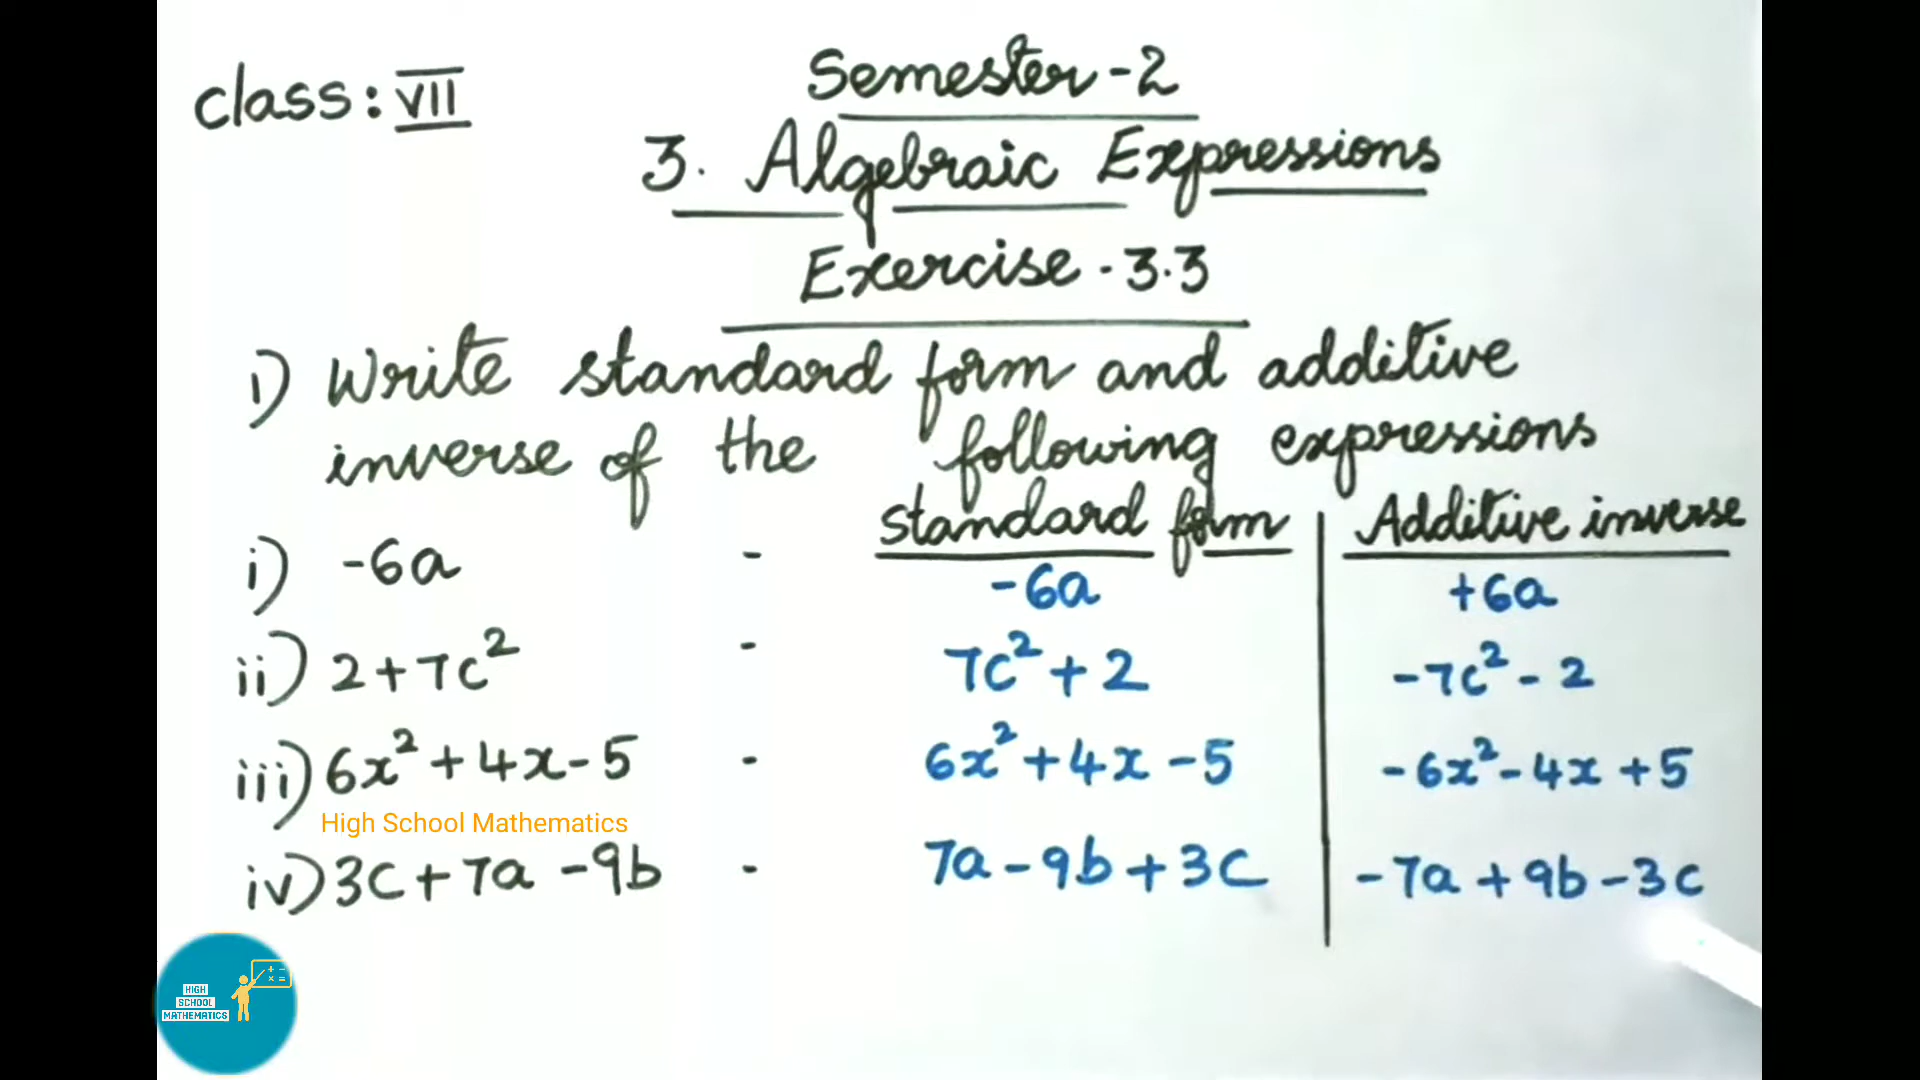 class: VII
Semester-2
3. Algebraic Expressions
Exercise-3.3
1) Write standard form and additive
inverse of the following expressions
standard form | Additive inverse
i) -6a - -6a +6a
ii) 2+7c² - 7c²+2 -7c²-2
iii) 6x²+4x-5 - 6x²+4x-5 -6x²-4x+5
High School Mathematics
iv) 3c+7a-9b - 7a-9b+3c -7a+9b-3c
HIGH
SCHOOL
MATHEMATICS